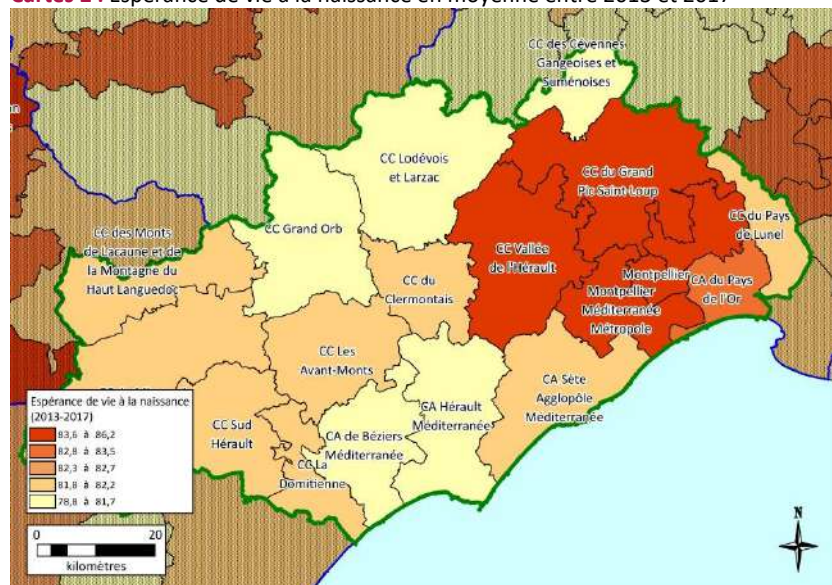 Espérance de vie à la naissance en moyenne entre 2013 et 2017
CC des Cévennes
Gangeoises et
Suménoises
CC Lodévois
et Larzac
CC du Grand
Pic Saint-Loup
CC du Pays
de Lunel
CC des Monts
de Lacaune et de
la Montagne du
Haut Languedoc
CC Grand Orb
CC Vallée
de l'Hérault
CC du
Clermontais
Montpellier
Montpellier
Méditerranée
Métropole
CA du Pays
de l'Or
CC Les
Avant-Monts
CA Sète
Agglopôle
Méditerranée
CA Hérault
Méditerranée
CC Sud
Hérault
CA de Béziers
Méditerranée
CC La
Domitienne
Espérance de vie à la naissance
(2013-2017)
83,6 à 86,2
82,8 à 83,5
82,3 à 82,7
81,8 à 82,2
78,8 à 81,7
0 20
kilomètres
N